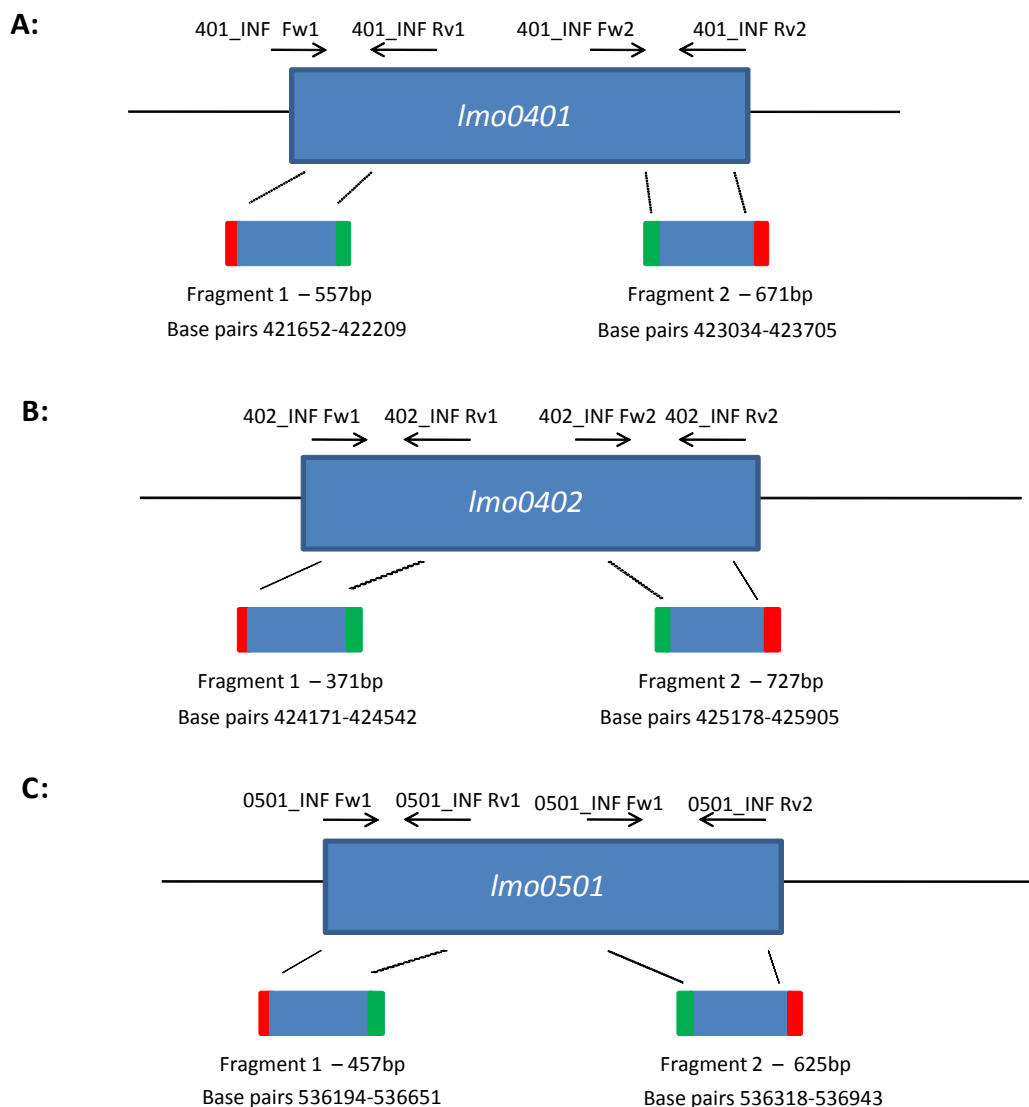 A:
401_INF Fw1 401_INF Rv1 401_INF Fw2 401_INF Rv2
lmo0401
Fragment 1 – 557bp Fragment 2 – 671bp
Base pairs 421652-422209 Base pairs 423034-423705
B:
402_INF Fw1 402_INF Rv1 402_INF Fw2 402_INF Rv2
lmo0402
Fragment 1 – 371bp Fragment 2 – 727bp
Base pairs 424171-424542 Base pairs 425178-425905
C:
0501_INF Fw1 0501_INF Rv1 0501_INF Fw1 0501_INF Rv2
lmo0501
Fragment 1 – 457bp Fragment 2 – 625bp
Base pairs 536194-536651 Base pairs 536318-536943